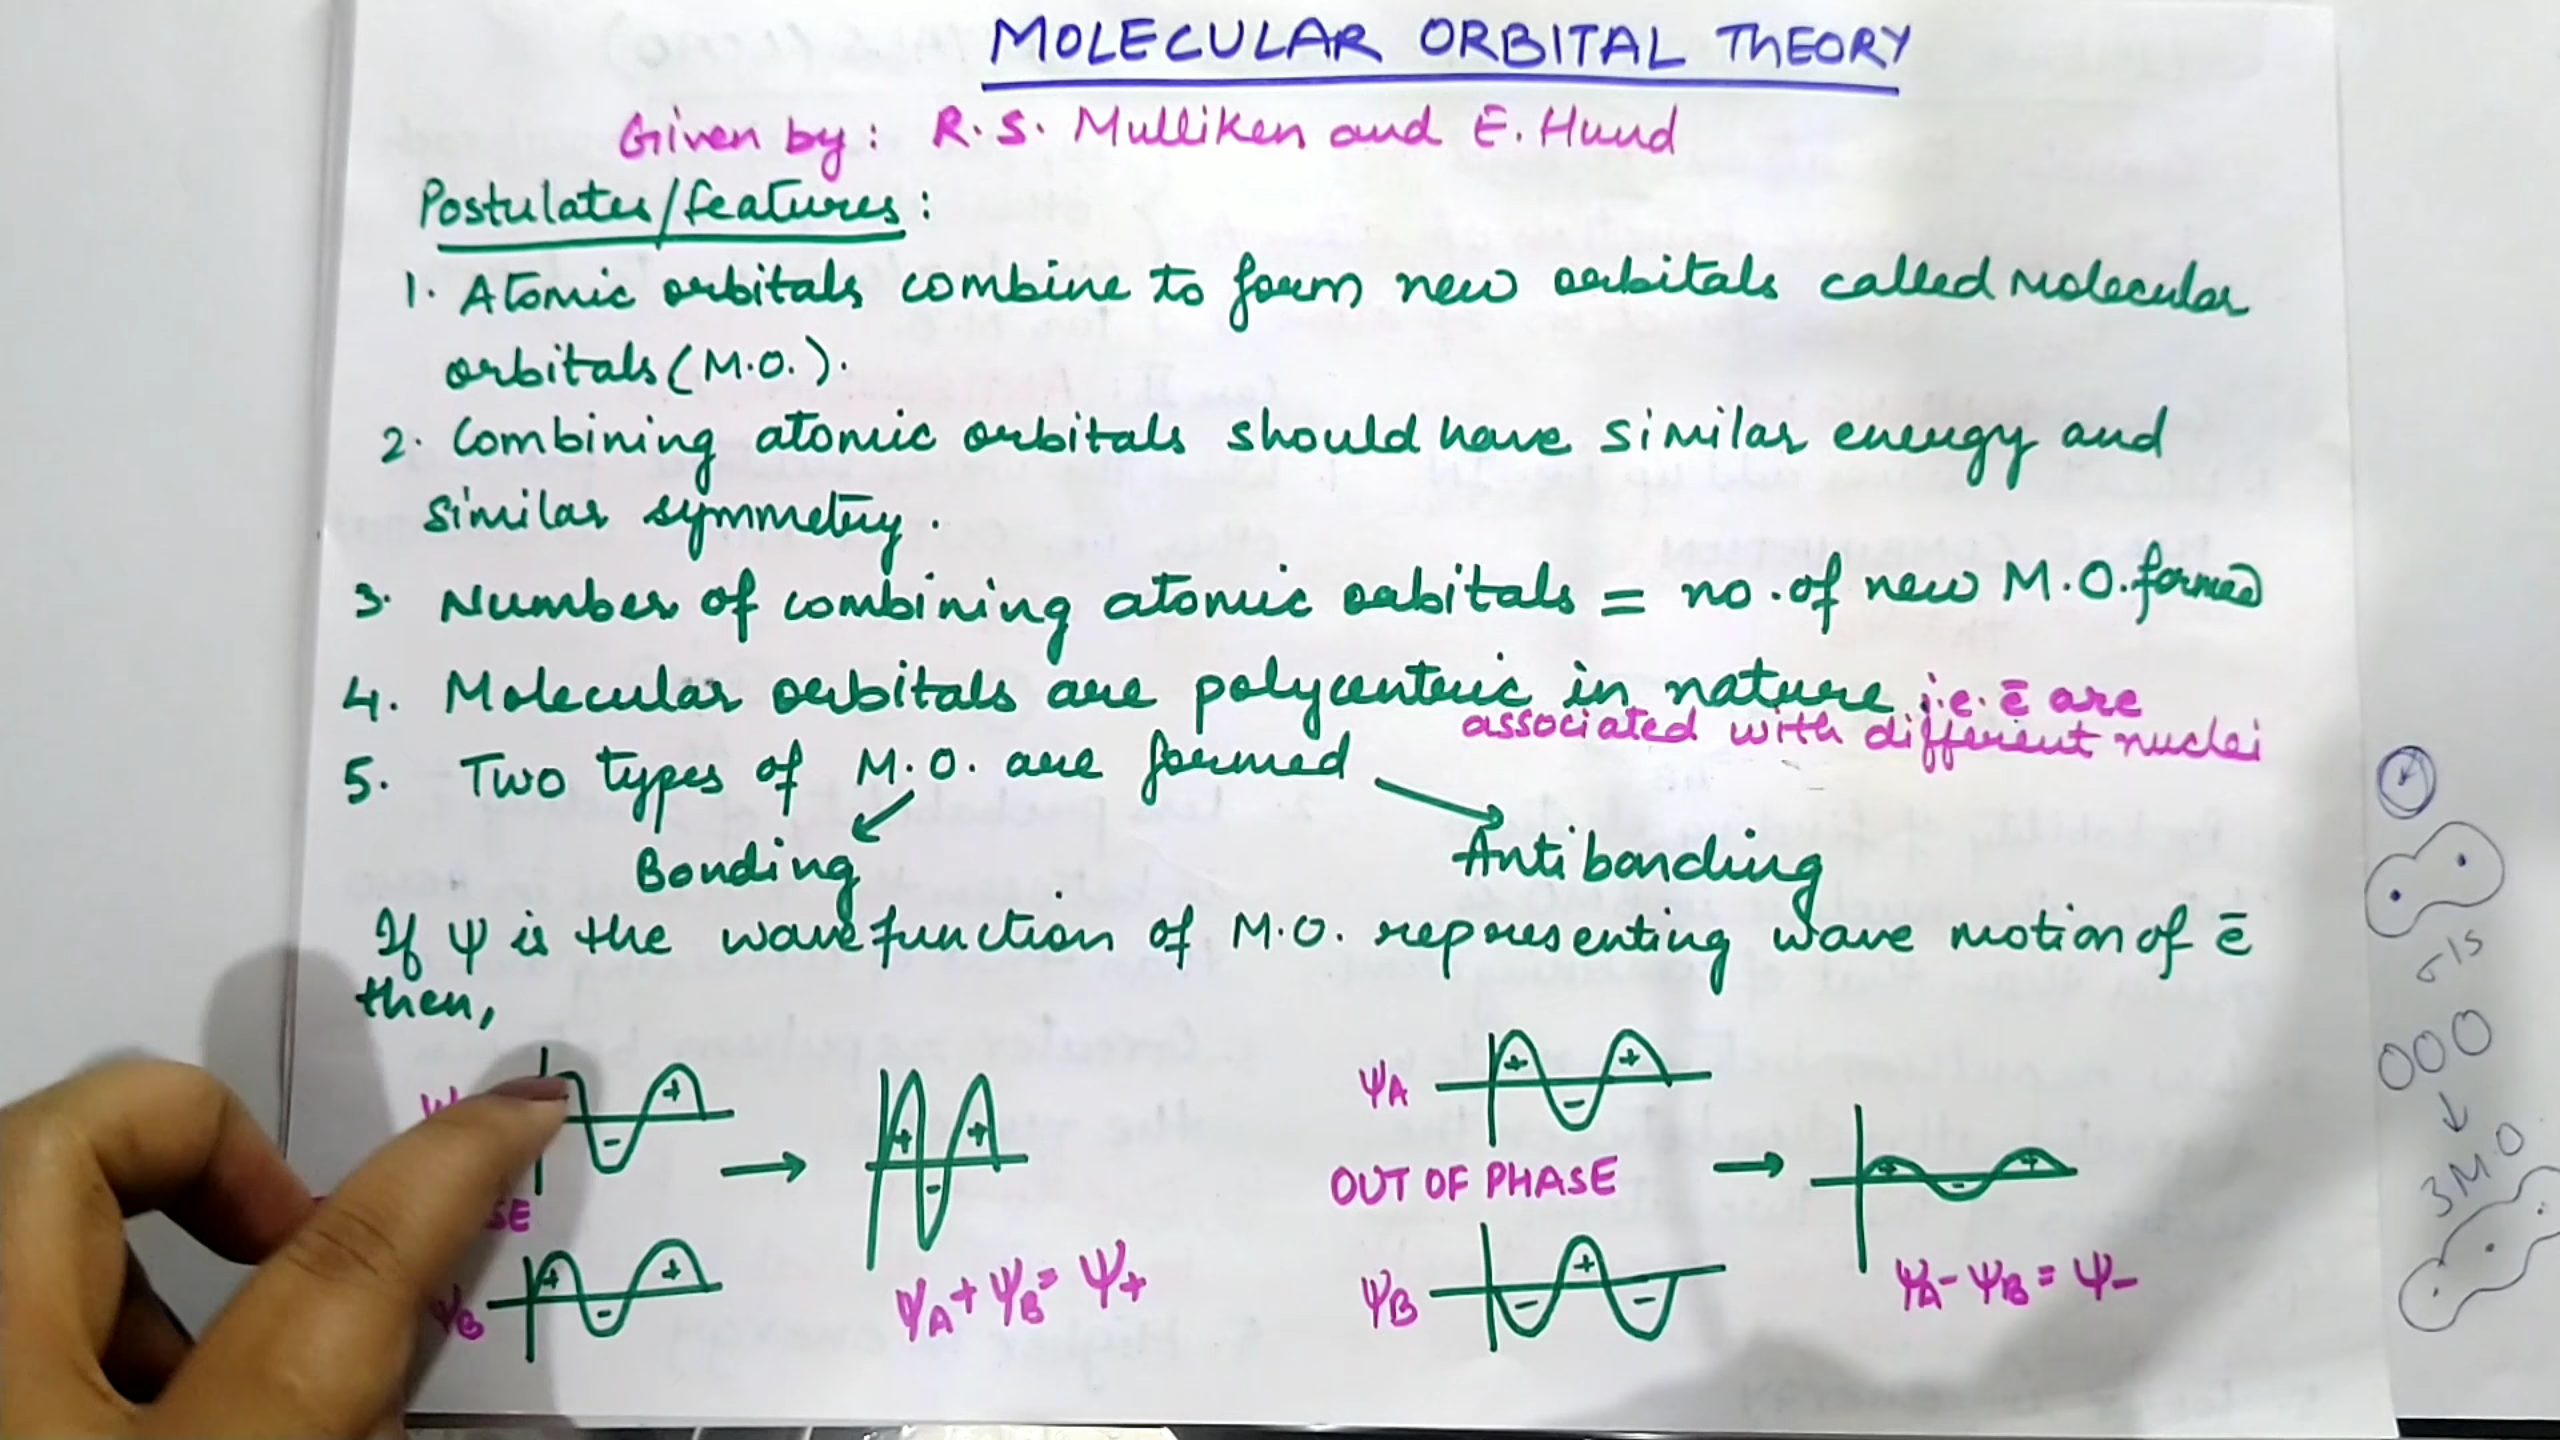 MOLECULAR ORBITAL THEORY
Given by: R.S. Mulliken and E. Hund
Postulates/features:
1. Atomic orbitals combine to form new orbitals called Molecular
orbitals (M.O.).
2. Combining atomic orbitals should have similar energy and
similar symmetry.
3. Number of combining atomic orbitals = no. of new M.O. formed
4. Molecular orbitals are polycentric in nature i.e. ē are
associated with different nuclei
5. Two types of M.O. are formed
Bonding
Antibonding
If Ψ is the wave function of M.O. representing wave motion of ē
then,
+
-
SE
ΨB
+
-
+
+
-
+
ΨA + ΨB = Ψ+
ΨA
+
-
+
OUT OF PHASE
ΨB
-
+
-
+
-
+
ΨA - ΨB = Ψ-
σ1s
3M.O